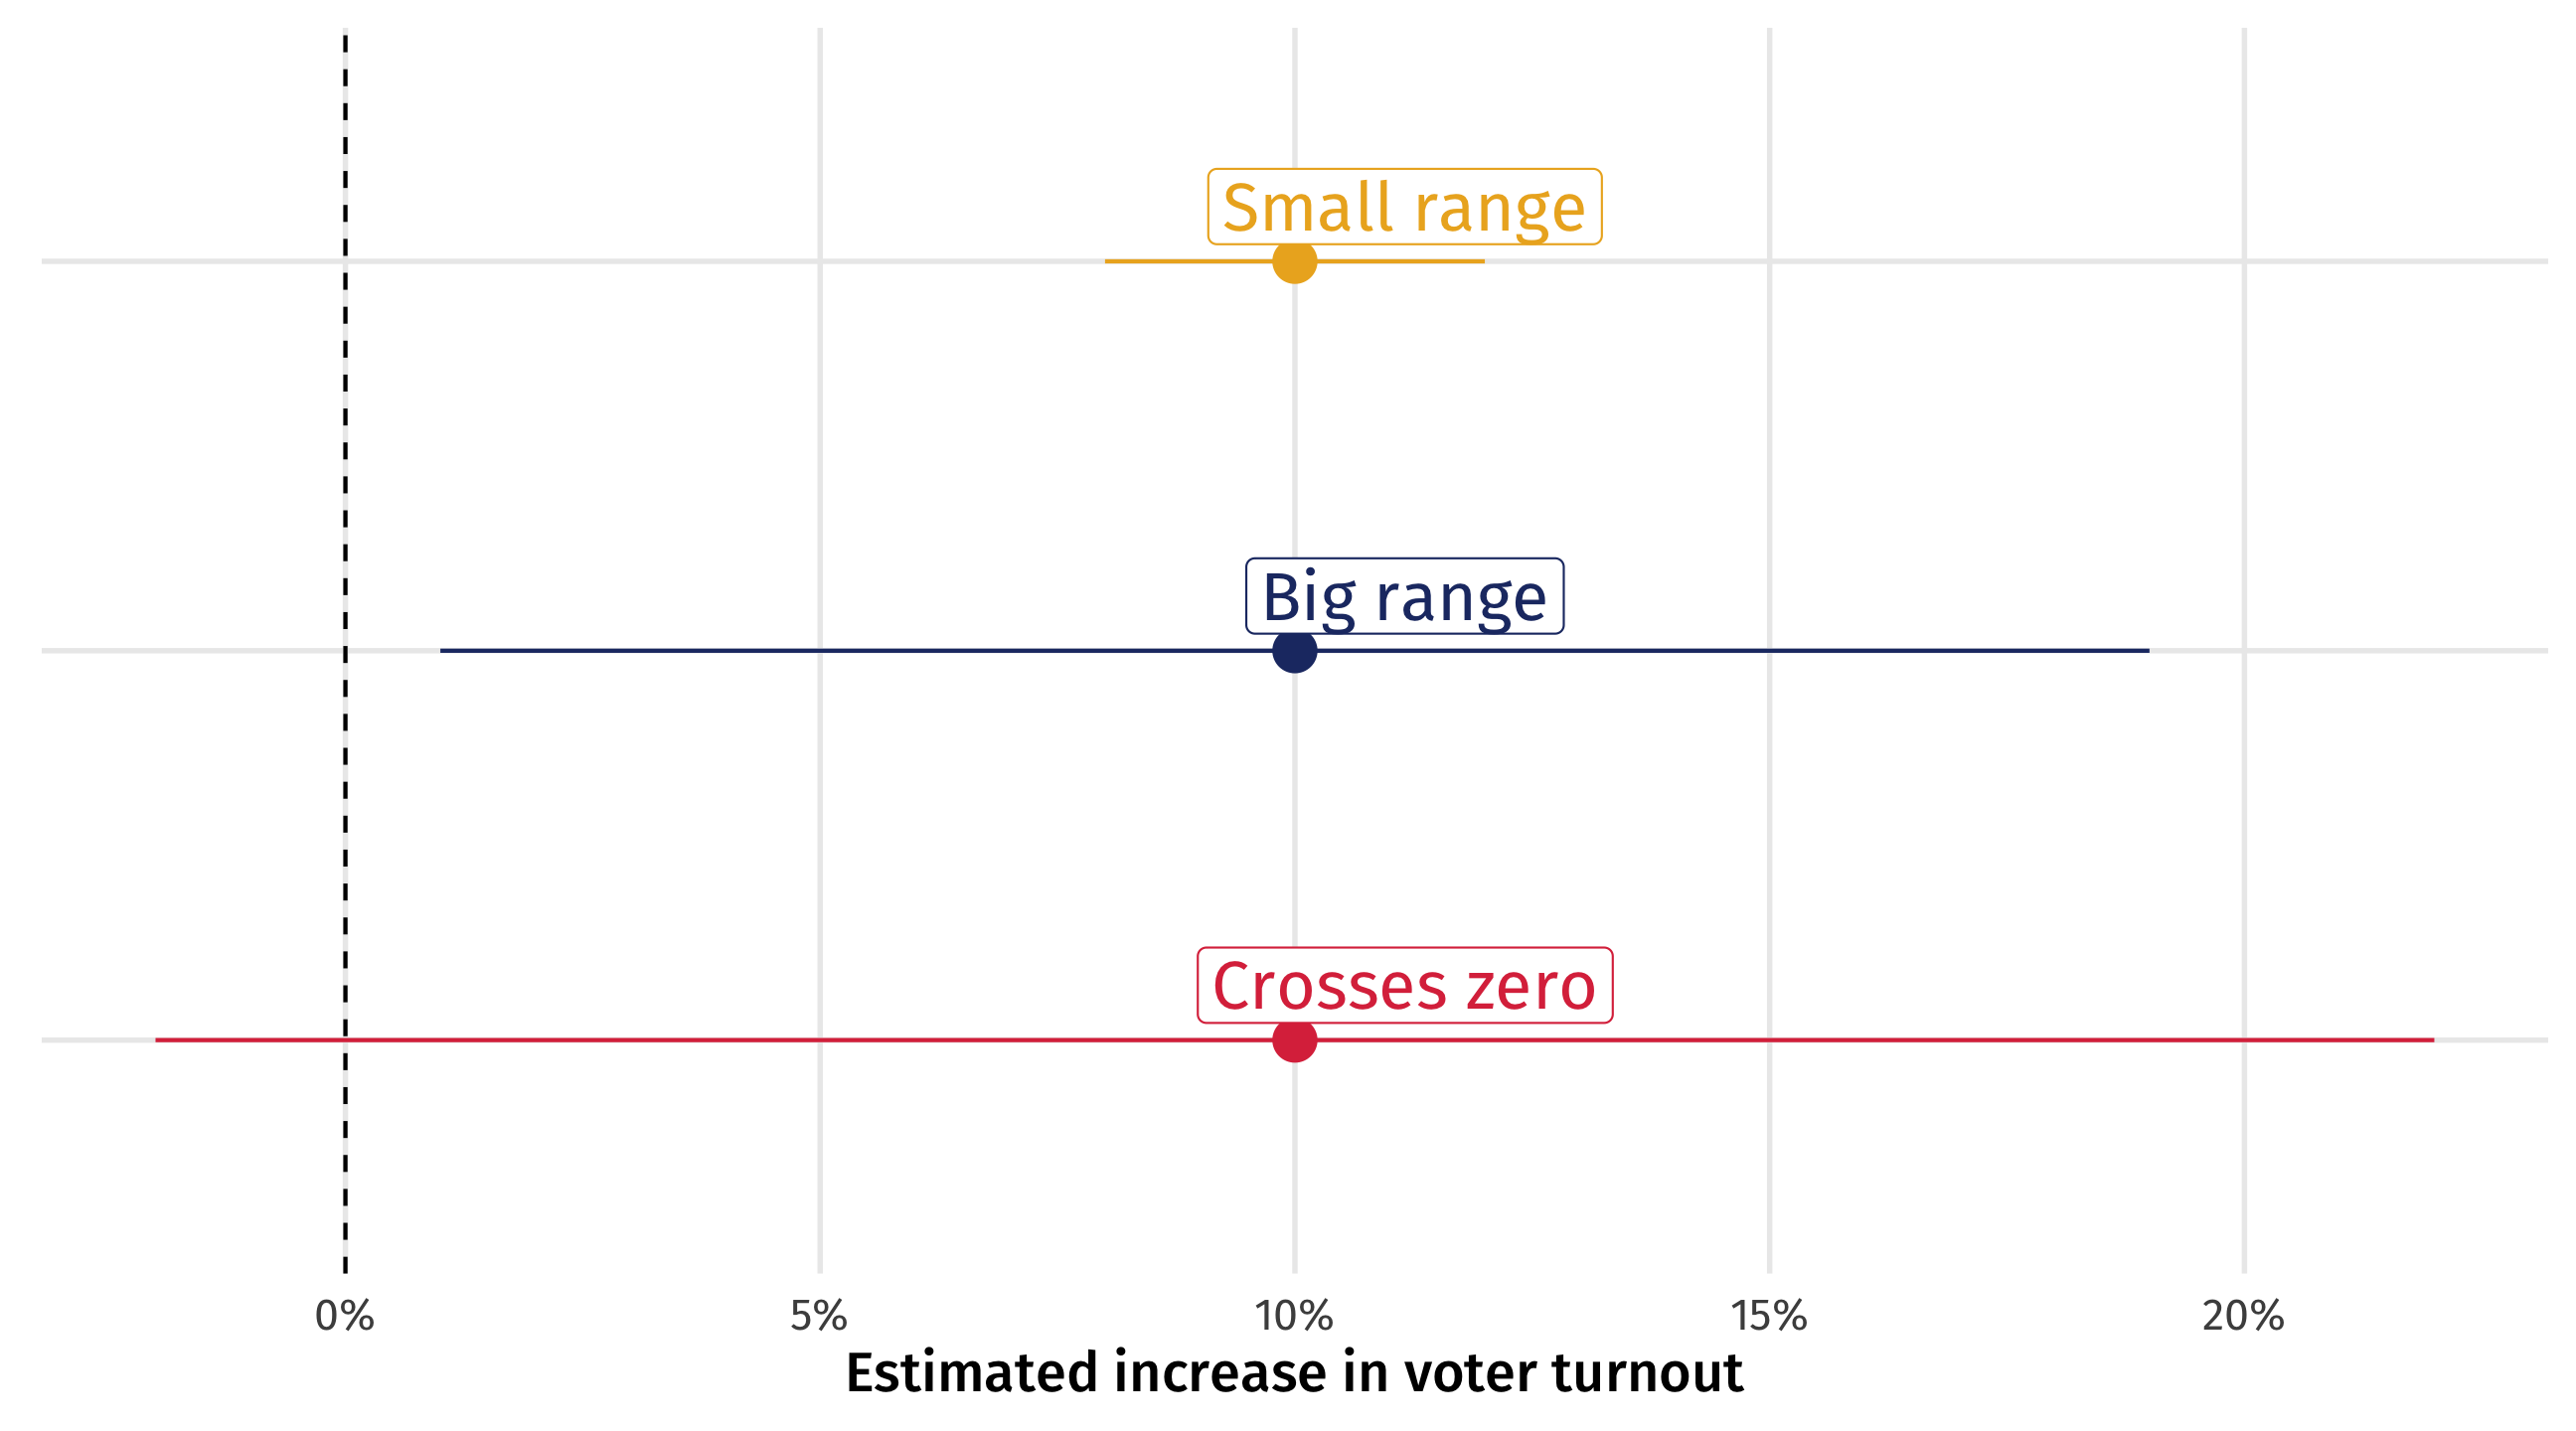 Small range
Big range
Crosses zero
0% 5% 10% 15% 20%
Estimated increase in voter turnout